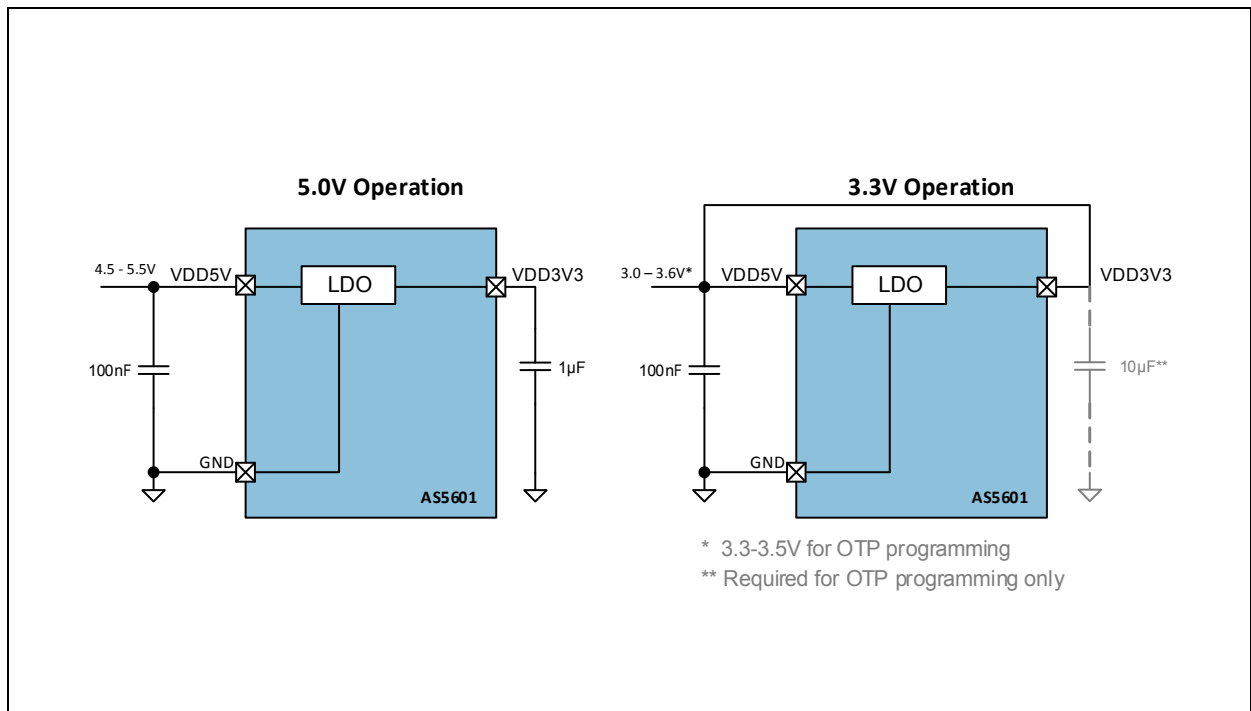 5.0V Operation
4.5 - 5.5V
VDD5V
LDO
VDD3V3
100nF
1µF
GND
AS5601
3.3V Operation
3.0 – 3.6V*
VDD5V
LDO
VDD3V3
100nF
10µF**
GND
AS5601
* 3.3-3.5V for OTP programming
** Required for OTP programming only